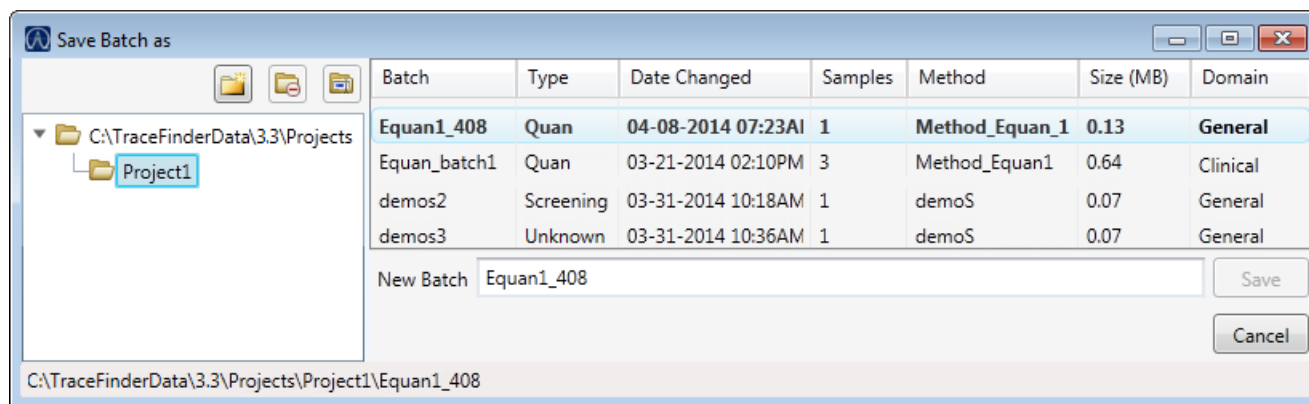 Save Batch as
Batch Type Date Changed Samples Method Size (MB) Domain
C:\TraceFinderData\3.3\Projects
Project1
Equan1_408 Quan 04-08-2014 07:23AI 1 Method_Equan_1 0.13 General
Equan_batch1 Quan 03-21-2014 02:10PM 3 Method_Equan1 0.64 Clinical
demos2 Screening 03-31-2014 10:18AM 1 demoS 0.07 General
demos3 Unknown 03-31-2014 10:36AM 1 demoS 0.07 General
New Batch Equan1_408 Save
Cancel
C:\TraceFinderData\3.3\Projects\Project1\Equan1_408